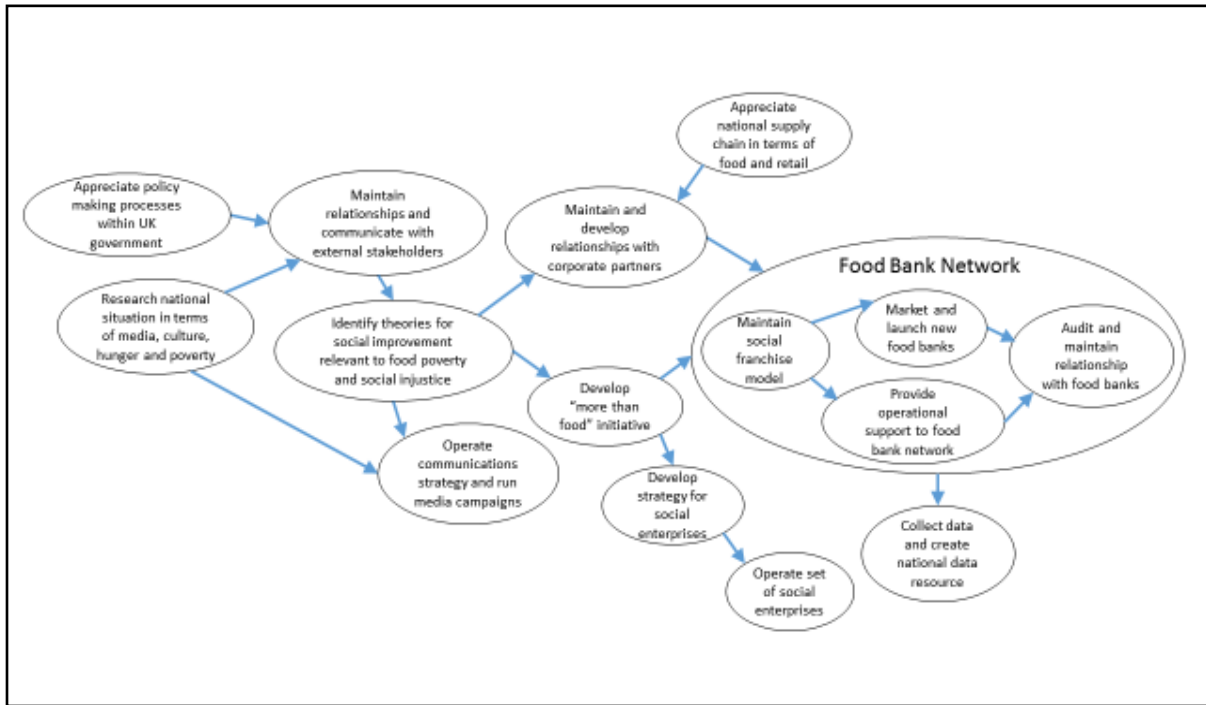 Appreciate
national supply
chain in terms of
food and retail
Appreciate policy
making processes
within UK
government
Maintain
relationships and
communicate with
external stakeholders
Maintain and
develop
relationships with
corporate partners
Research national
situation in terms
of media, culture,
hunger and poverty
Identify theories for
social improvement
relevant to food poverty
and social injustice
Develop
“more than
food” initiative
Operate
communications
strategy and run
media campaigns
Develop
strategy for
social
enterprises
Operate set
of social
enterprises
Food Bank Network
Maintain
social
franchise
model
Market and
launch new
food banks
Provide
operational
support to food
bank network
Audit and
maintain
relationship
with food banks
Collect data
and create
national data
resource